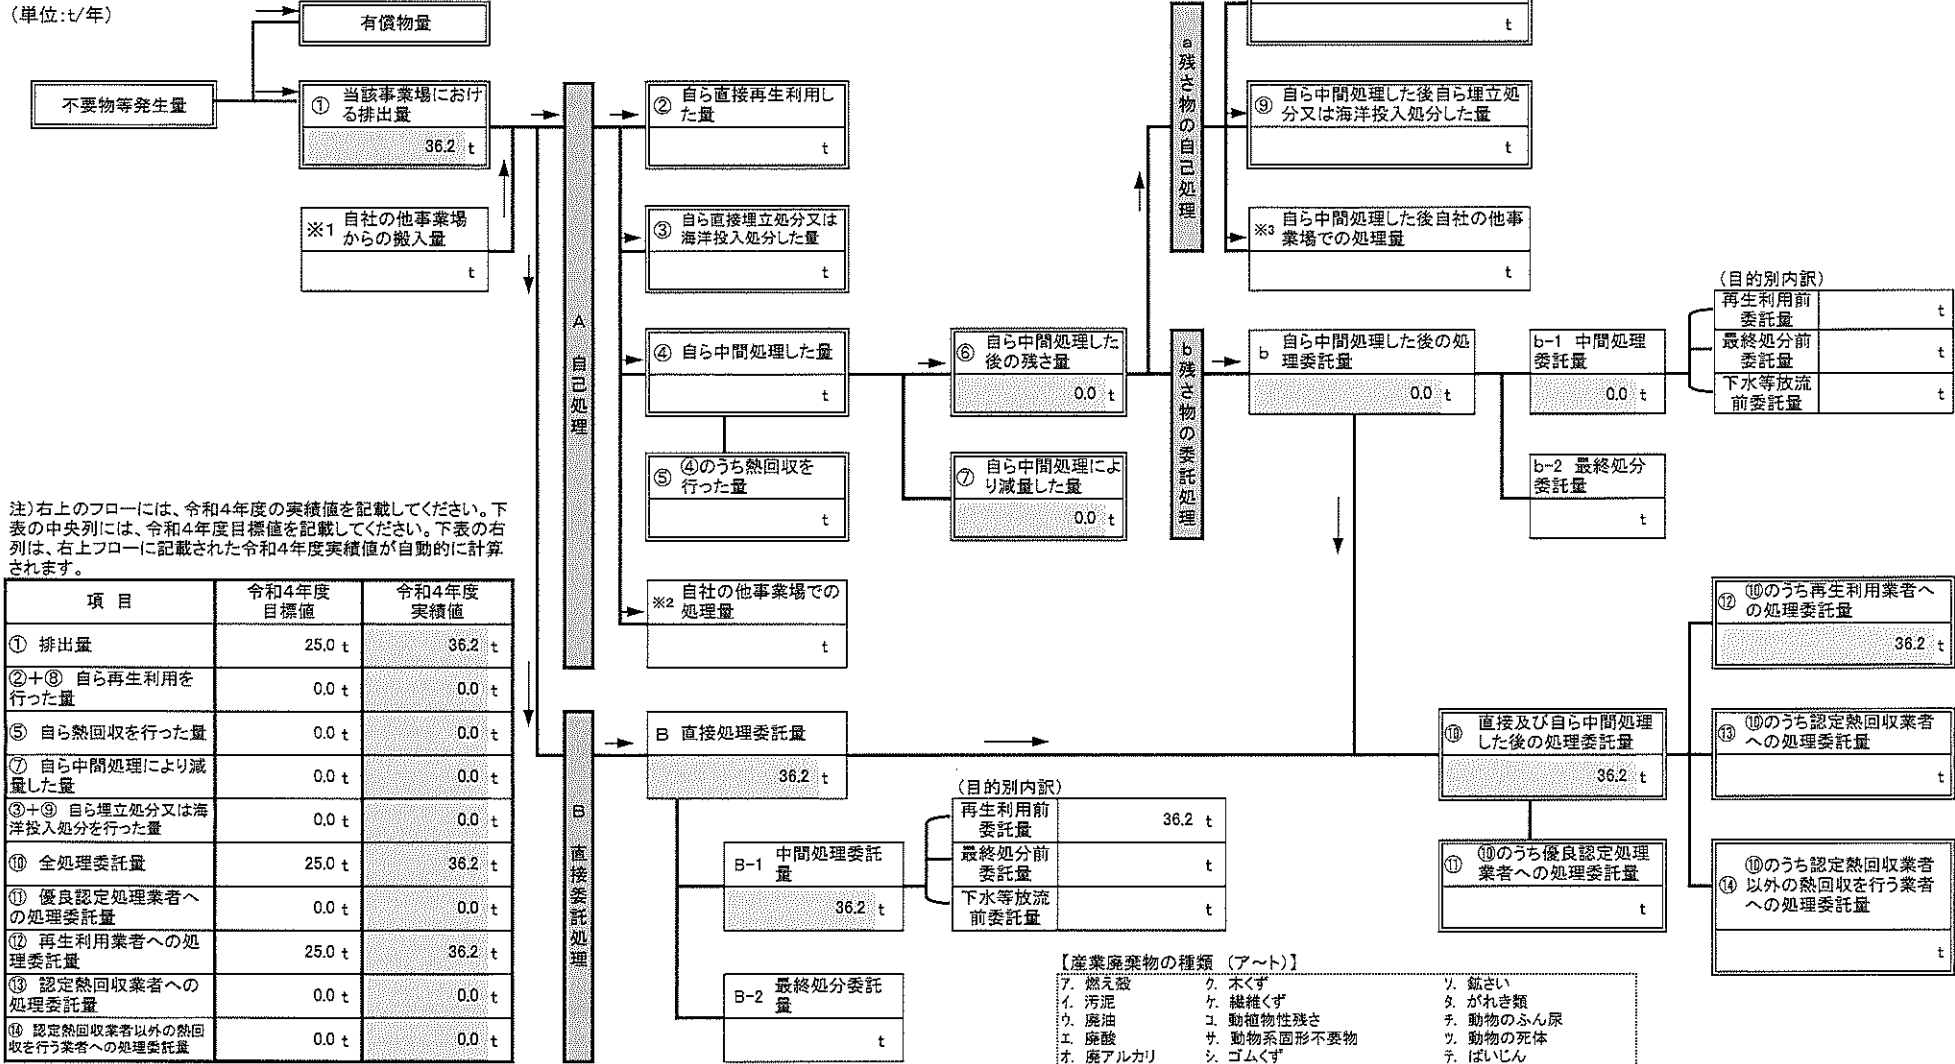 (単位:t/年)
有償物量
不要物等発生量
① 当該事業場におけ
る排出量
36.2 t
※1 自社の他事業場
からの搬入量
t
A 自己処理
② 自ら直接再生利用し
た量
t
③ 自ら直接埋立処分又は
海洋投入処分した量
t
④ 自ら中間処理した量
t
⑤ ④のうち熱回収を
行った量
t
※2 自社の他事業場での
処理量
t
⑥ 自ら中間処理した
後の残さ量
0.0 t
⑦ 自ら中間処理によ
り減量した量
0.0 t
a 残さ物の自己処理
t
⑨ 自ら中間処理した後自ら埋立処
分又は海洋投入処分した量
t
※3 自ら中間処理した後自社の他事
業場での処理量
t
b 残さ物の委託処理
b 自ら中間処理した後の処
理委託量
0.0 t
b-1 中間処理
委託量
0.0 t
(目的別内訳)
再生利用前
委託量
t
最終処分前
委託量
t
下水等放流
前委託量
t
b-2 最終処分
委託量
t
注)右上のフローには、令和4年度の実績値を記載してください。下
表の中央列には、令和4年度目標値を記載してください。下表の右
列は、右上フローに記載された令和4年度実績値が自動的に計算
されます。
項 目
令和4年度
目標値
令和4年度
実績値
① 排出量 25.0 t 36.2 t
②+⑧ 自ら再生利用を
行った量 0.0 t 0.0 t
⑤ 自ら熱回収を行った量 0.0 t 0.0 t
⑦ 自ら中間処理により減
量した量 0.0 t 0.0 t
③+⑨ 自ら埋立処分又は海
洋投入処分を行った量 0.0 t 0.0 t
⑩ 全処理委託量 25.0 t 36.2 t
⑪ 優良認定処理業者へ
の処理委託量 0.0 t 0.0 t
⑫ 再生利用業者への処
理委託量 25.0 t 36.2 t
⑬ 認定熱回収業者への
処理委託量 0.0 t 0.0 t
⑭ 認定熱回収業者以外の熱回
収を行う業者への処理委託量 0.0 t 0.0 t
B 直接委託処理
B 直接処理委託量
36.2 t
B-1 中間処理委託
量
36.2 t
(目的別内訳)
再生利用前
委託量
36.2 t
最終処分前
委託量
t
下水等放流
前委託量
t
B-2 最終処分委託
量
t
⑩ 直接及び自ら中間処理
した後の処理委託量
36.2 t
⑪ ⑩のうち優良認定処理
業者への処理委託量
t
⑫ ⑩のうち再生利用業者へ
の処理委託量
36.2 t
⑬ ⑩のうち認定熱回収業者
への処理委託量
t
⑭ ⑩のうち認定熱回収業者
以外の熱回収を行う業者
への処理委託量
t
【産業廃棄物の種類 (ア~ト)】
ア. 燃え殻 ク. 木くず ソ. 鉱さい
イ. 汚泥 ケ. 繊維くず タ. がれき類
ウ. 廃油 コ. 動植物性残さ チ. 動物のふん尿
エ. 廃酸 サ. 動物系固形不要物 ツ. 動物の死体
オ. 廃アルカリ シ. ゴムくず テ. ばいじん